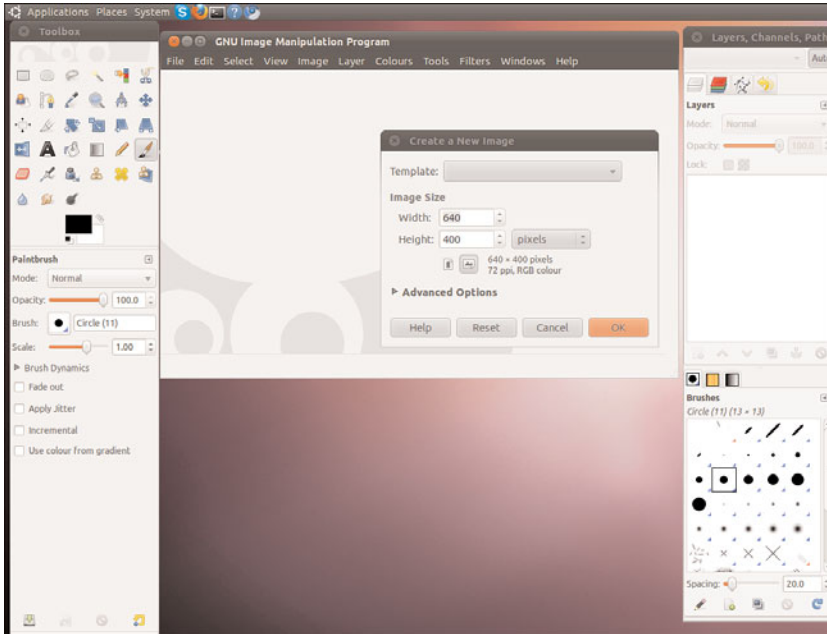 Applications Places System
Toolbox
GNU Image Manipulation Program
File Edit Select View Image Layer Colours Tools Filters Windows Help
Create a New Image
Template:
Image Size
Width: 640
Height: 400 pixels
640 × 400 pixels
72 ppi, RGB colour
Advanced Options
Help Reset Cancel OK
Paintbrush
Mode: Normal
Opacity: 100.0
Brush: Circle (11)
Scale: 1.00
Brush Dynamics
Fade out
Apply Jitter
Incremental
Use colour from gradient
Layers, Channels, Path
Aut
Layers
Mode: Normal
Opacity: 100.0
Lock:
Brushes
Circle (11) (13 × 13)
Spacing: 20.0